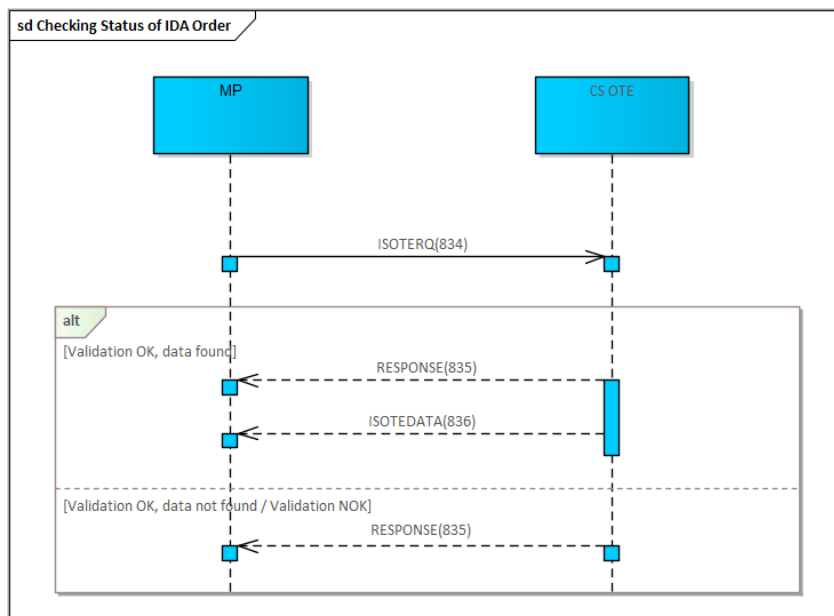 sd Checking Status of IDA Order
MP
CS OTE
ISOTERQ(834)
alt
[Validation OK, data found]
RESPONSE(835)
ISOTEDATA(836)
[Validation OK, data not found / Validation NOK]
RESPONSE(835)